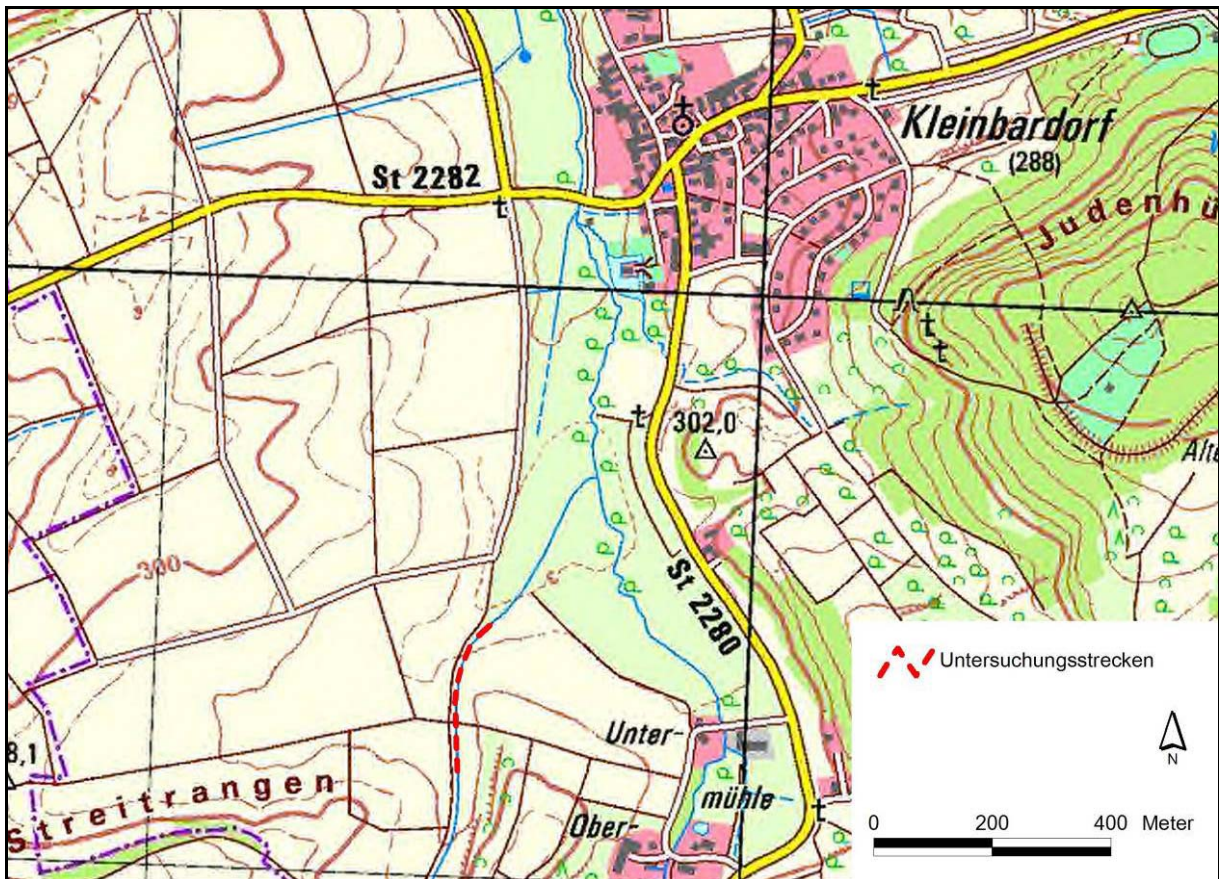 Kleinbardorf
(288)
St 2282
Judenhü
302,0
Alte
300
St 2280
Untersuchungsstrecken
N
Unter-
mühle
8,1
Streitrangen
Ober-
0 200 400 Meter